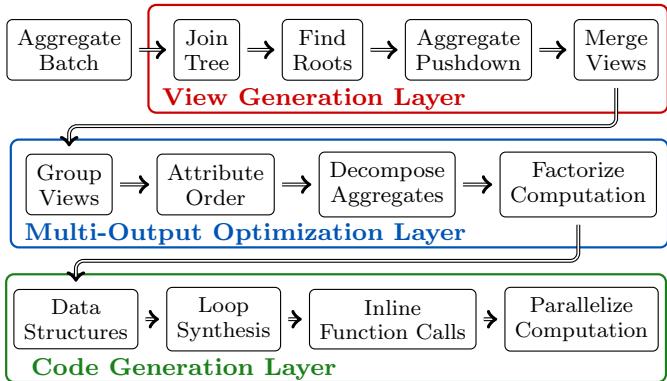 Aggregate
Batch
Join
Tree
Find
Roots
Aggregate
Pushdown
Merge
Views
View Generation Layer
Group
Views
Attribute
Order
Decompose
Aggregates
Factorize
Computation
Multi-Output Optimization Layer
Data
Structures
Loop
Synthesis
Inline
Function Calls
Parallelize
Computation
Code Generation Layer